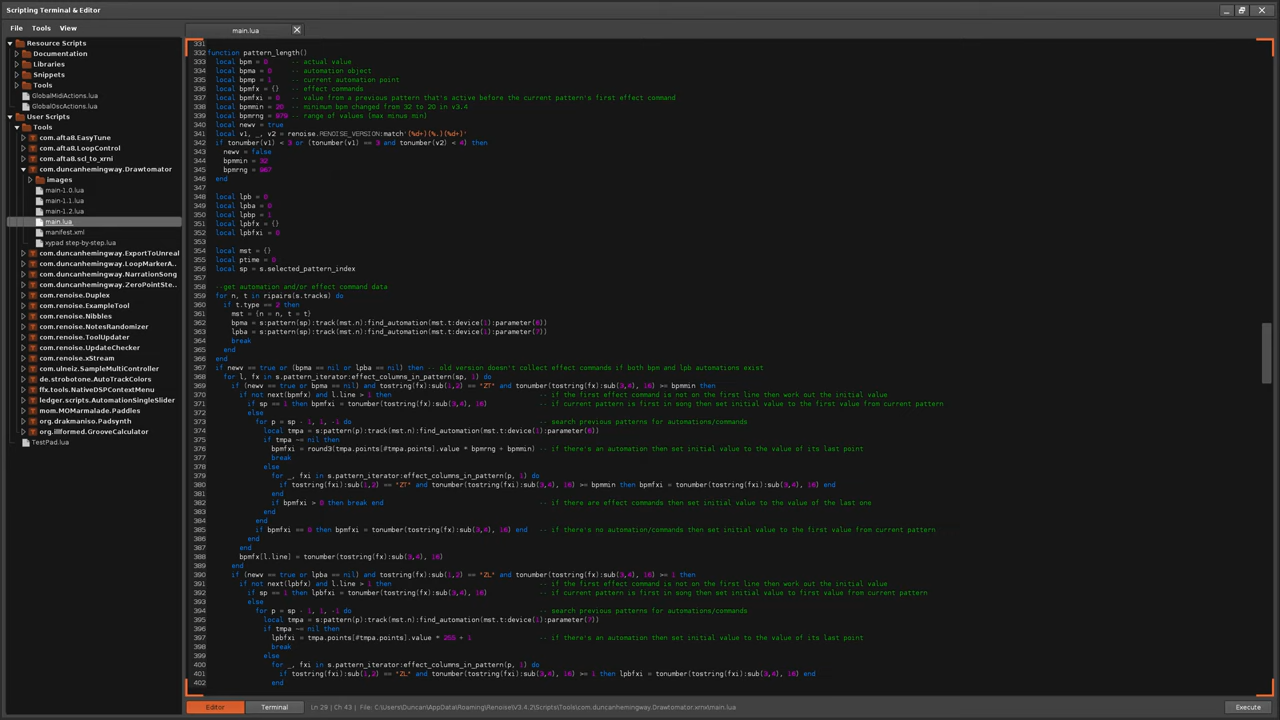 Scripting Terminal & Editor
File Tools View
main.lua
Resource Scripts
Documentation
Libraries
Snippets
Tools
GlobalMidiActions.lua
GlobalOscActions.lua
User Scripts
Tools
com.afta8.EasyTune
com.afta8.LoopControl
com.afta8.scl_to_xrni
com.duncanhemingway.Drawtomator
images
main-1.0.lua
main-1.1.lua
main-1.2.lua
main.lua
manifest.xml
xypad step-by-step.lua
com.duncanhemingway.ExportToUnreal
com.duncanhemingway.LoopMarkerA..
com.duncanhemingway.NarrationSong
com.duncanhemingway.ZeroPointSte..
com.renoise.Duplex
com.renoise.ExampleTool
com.renoise.Nibbles
com.renoise.NotesRandomizer
com.renoise.ToolUpdater
com.renoise.UpdateChecker
com.renoise.xStream
com.ulneiz.SampleMultiController
de.strobotone.AutoTrackColors
ffx.tools.NativeDSPContextMenu
ledger.scripts.AutomationSingleSlider
mom.MOMarmalade.Paddles
org.drakmaniso.Padsynth
org.illformed.GrooveCalculator
TestPad.lua
331
332 function pattern_length()
333 local bpm = 0 -- actual value
334 local bpma = 0 -- automation object
335 local bpmp = 1 -- current automation point
336 local bpmfx = {} -- effect commands
337 local bpmfxi = 0 -- value from a previous pattern that's active before the current pattern's first effect command
338 local bpmmin = 20 -- minimum bpm changed from 32 to 20 in v3.4
339 local bpmrng = 979 -- range of values (max minus min)
340 local newv = true
341 local v1, _, v2 = renoise.RENOISE_VERSION:match'(%d+)(%.)(%d+)'
342 if tonumber(v1) < 3 or (tonumber(v1) == 3 and tonumber(v2) < 4) then
343 newv = false
344 bpmmin = 32
345 bpmrng = 967
346 end
347
348 local lpb = 0
349 local lpba = 0
350 local lpbp = 1
351 local lpbfx = {}
352 local lpbfxi = 0
353
354 local mst = {}
355 local ptime = 0
356 local sp = s.selected_pattern_index
357
358 --get automation and/or effect command data
359 for n, t in ripairs(s.tracks) do
360 if t.type == 2 then
361 mst = {n = n, t = t}
362 bpma = s:pattern(sp):track(mst.n):find_automation(mst.t:device(1):parameter(6))
363 lpba = s:pattern(sp):track(mst.n):find_automation(mst.t:device(1):parameter(7))
364 break
365 end
366 end
367 if newv == true or (bpma == nil or lpba == nil) then -- old version doesn't collect effect commands if both bpm and lpb automations exist
368 for l, fx in s.pattern_iterator:effect_columns_in_pattern(sp, 1) do
369 if (newv == true or bpma == nil) and tostring(fx):sub(1,2) == "ZT" and tonumber(tostring(fx):sub(3,4), 16) >= bpmmin then
370 if not next(bpmfx) and l.line > 1 then -- if the first effect command is not on the first line then work out the initial value
371 if sp == 1 then bpmfxi = tonumber(tostring(fx):sub(3,4), 16) -- if current pattern is first in song then set initial value to the first value from current pattern
372 else
373 for p = sp - 1, 1, -1 do -- search previous patterns for automations/commands
374 local tmpa = s:pattern(p):track(mst.n):find_automation(mst.t:device(1):parameter(6))
375 if tmpa ~= nil then
376 bpmfxi = round3(tmpa.points[#tmpa.points].value * bpmrng + bpmmin) -- if there's an automation then set initial value to the value of its last point
377 break
378 else
379 for _, fxi in s.pattern_iterator:effect_columns_in_pattern(p, 1) do
380 if tostring(fxi):sub(1,2) == "ZT" and tonumber(tostring(fxi):sub(3,4), 16) >= bpmmin then bpmfxi = tonumber(tostring(fxi):sub(3,4), 16) end
381 end
382 if bpmfxi > 0 then break end -- if there are effect commands then set initial value to the value of the last one
383 end
384 end
385 if bpmfxi == 0 then bpmfxi = tonumber(tostring(fx):sub(3,4), 16) end -- if there's no automation/commands then set initial value to the first value from current pattern
386 end
387 end
388 bpmfx[l.line] = tonumber(tostring(fx):sub(3,4), 16)
389 end
390 if (newv == true or lpba == nil) and tostring(fx):sub(1,2) == "ZL" and tonumber(tostring(fx):sub(3,4), 16) >= 1 then
391 if not next(lpbfx) and l.line > 1 then -- if the first effect command is not on the first line then work out the initial value
392 if sp == 1 then lpbfxi = tonumber(tostring(fx):sub(3,4), 16) -- if current pattern is first in song then set initial value to first value from current pattern
393 else
394 for p = sp - 1, 1, -1 do -- search previous patterns for automations/commands
395 local tmpa = s:pattern(p):track(mst.n):find_automation(mst.t:device(1):parameter(7))
396 if tmpa ~= nil then
397 lpbfxi = tmpa.points[#tmpa.points].value * 255 + 1 -- if there's an automation then set initial value to the value of its last point
398 break
399 else
400 for _, fxi in s.pattern_iterator:effect_columns_in_pattern(p, 1) do
401 if tostring(fxi):sub(1,2) == "ZL" and tonumber(tostring(fxi):sub(3,4), 16) >= 1 then lpbfxi = tonumber(tostring(fxi):sub(3,4), 16) end
402 end
Editor Terminal Ln 29 | Ch 43 | File: C:\Users\Duncan\AppData\Roaming\Renoise\V3.4.2\Scripts\Tools\com.duncanhemingway.Drawtomator.xrnx\main.lua Execute